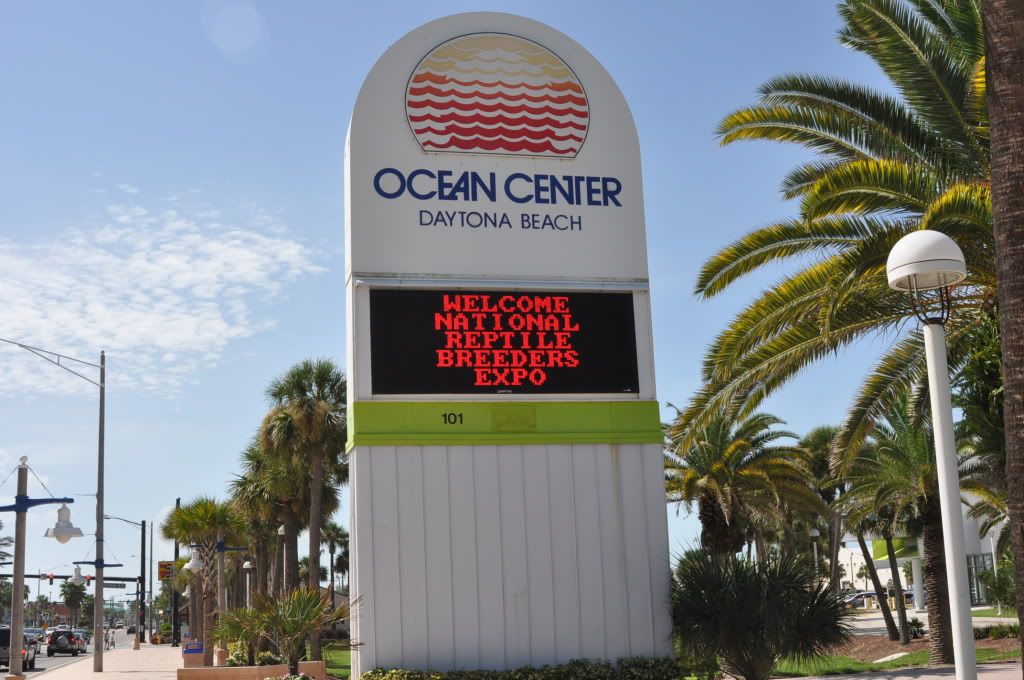 OCEAN CENTER
DAYTONA BEACH
WELCOME
NATIONAL
REPTILE
BREEDERS
EXPO
101